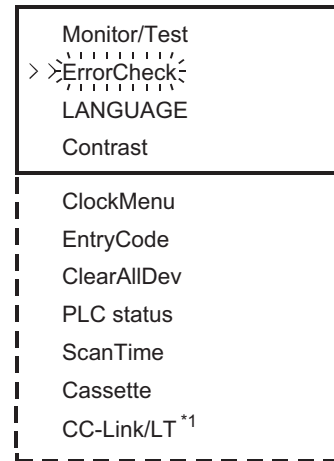 Monitor/Test
> > ErrorCheck
LANGUAGE
Contrast
ClockMenu
EntryCode
ClearAllDev
PLC status
ScanTime
Cassette
CC-Link/LT *1